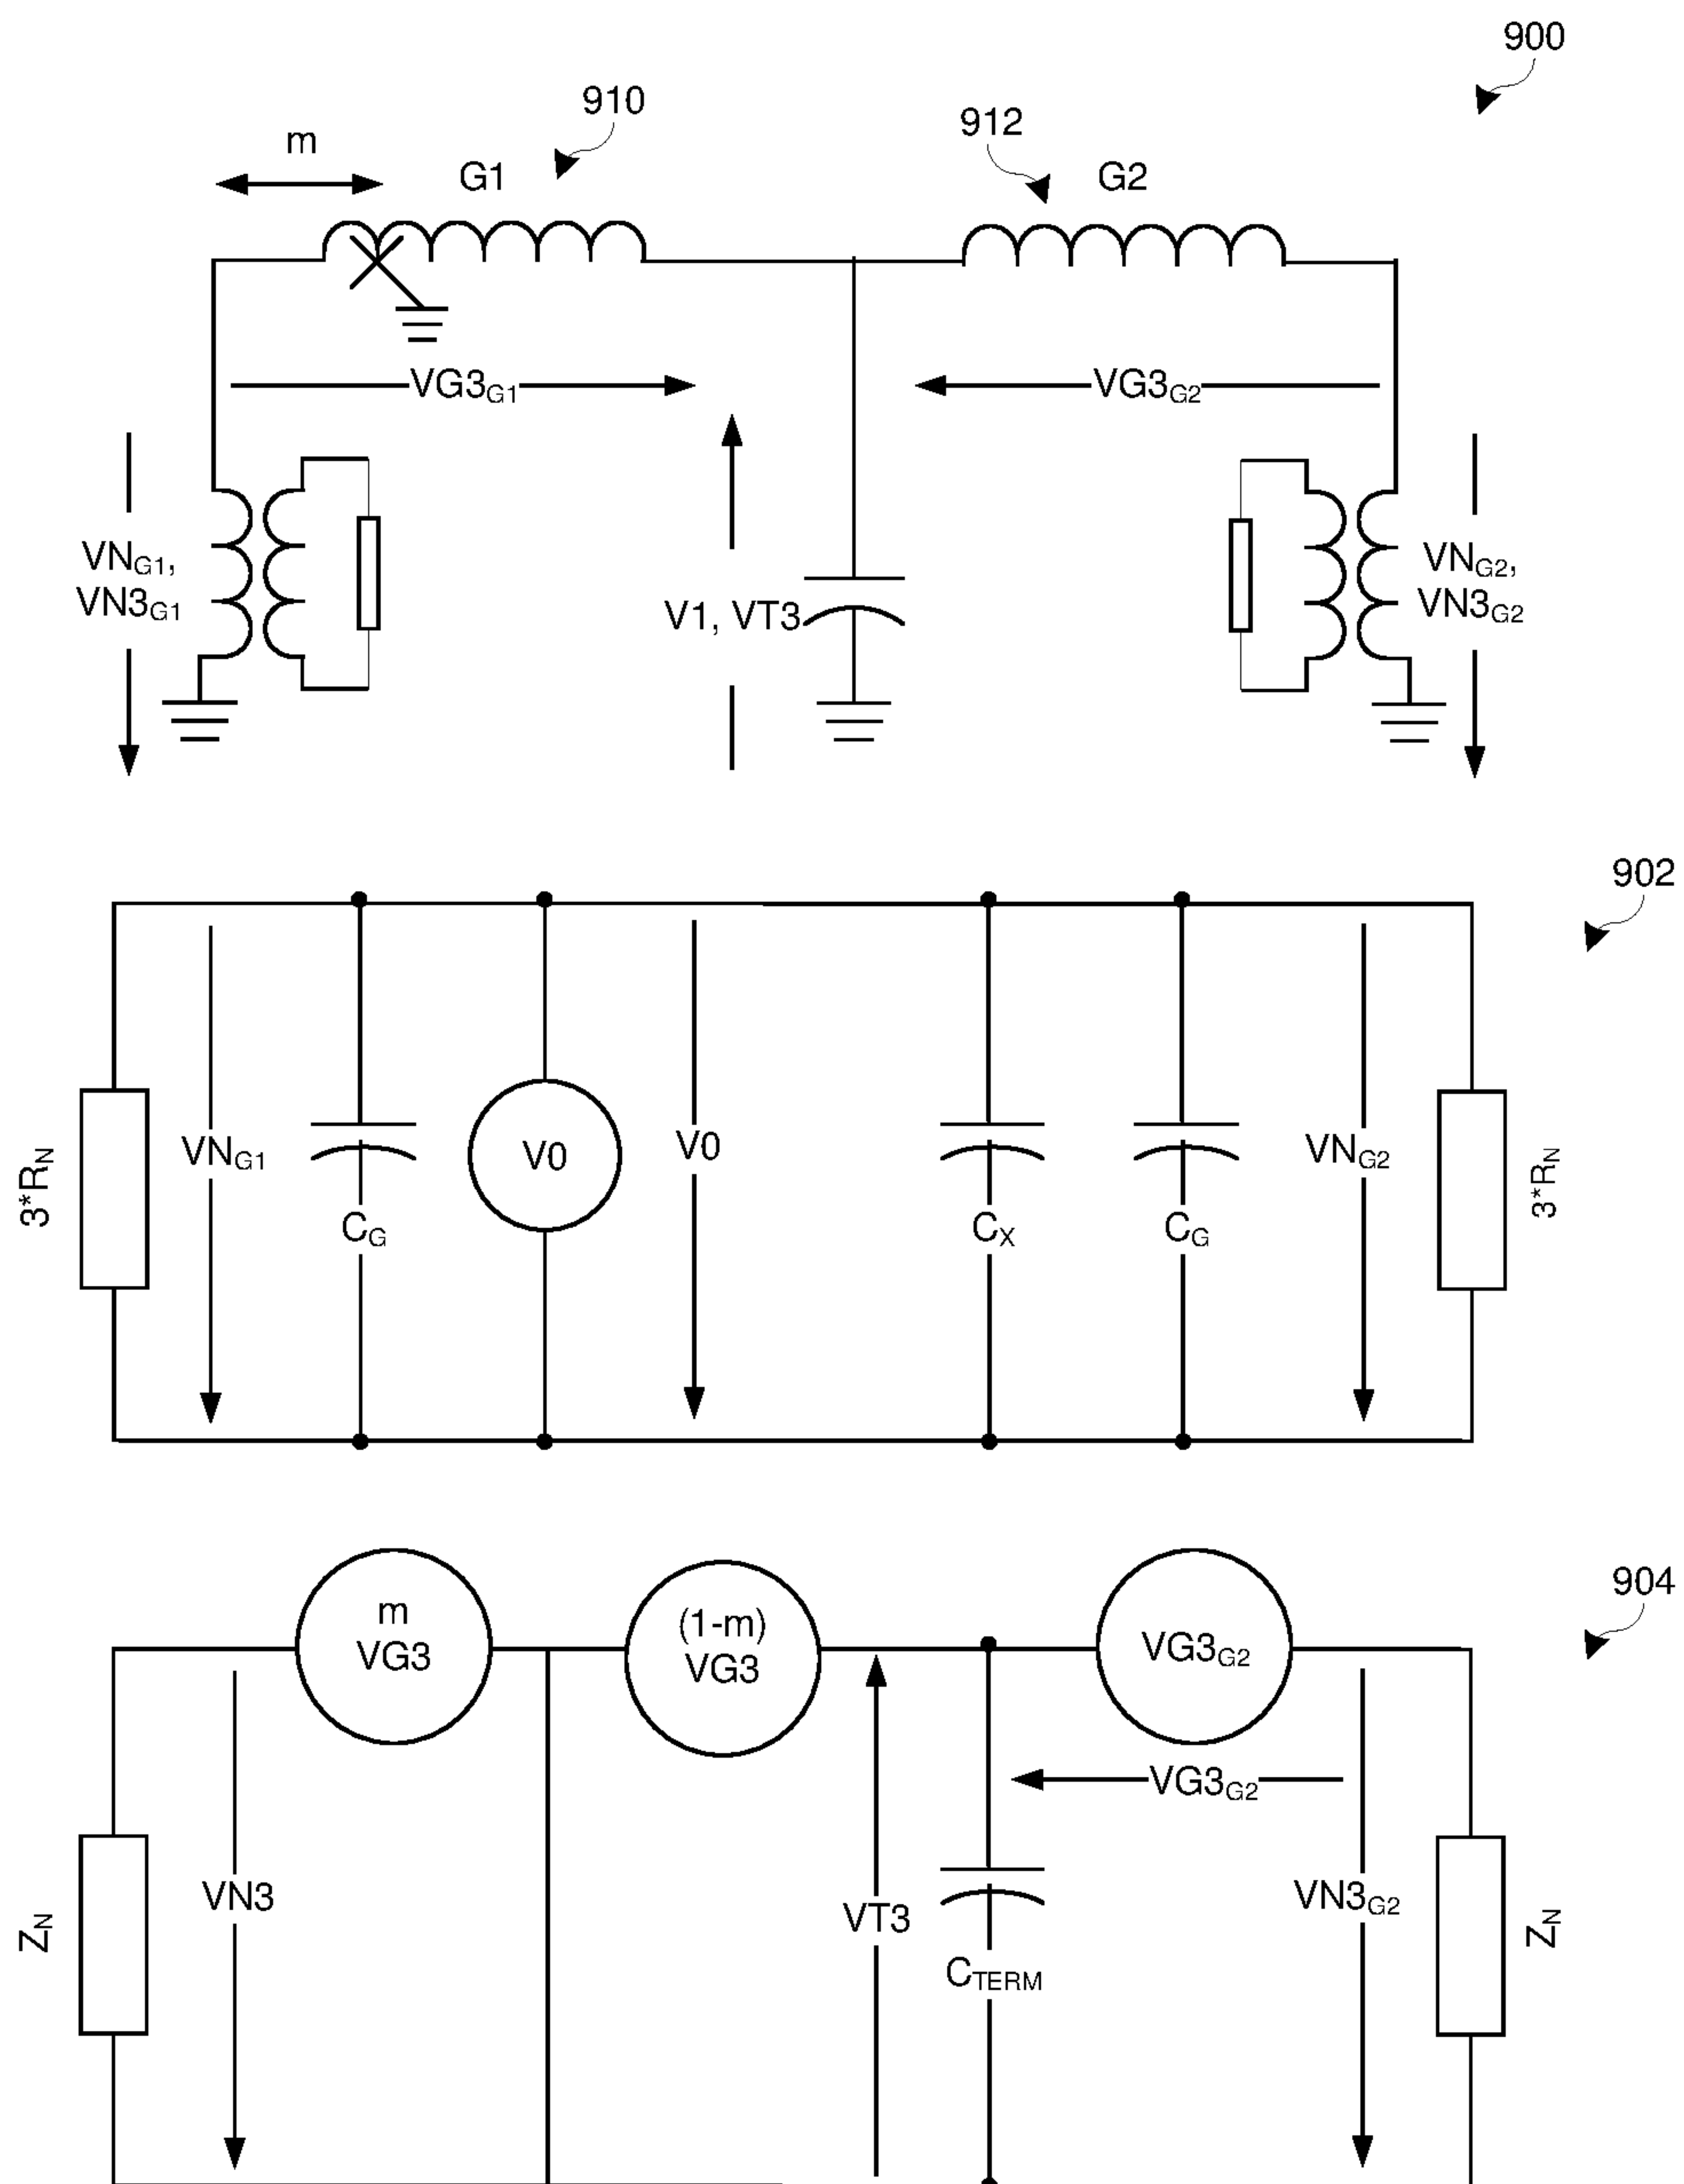 900
910
912
m
G1
G2
VG3G1
VG3G2
VNG1,
VN3G1
V1, VT3
VNG2,
VN3G2
902
3*RN
VNG1
CG
V0
V0
CX
CG
VNG2
3*RN
904
m
VG3
(1-m)
VG3
VG3G2
VG3G2
ZN
VN3
VT3
CTERM
VN3G2
ZN